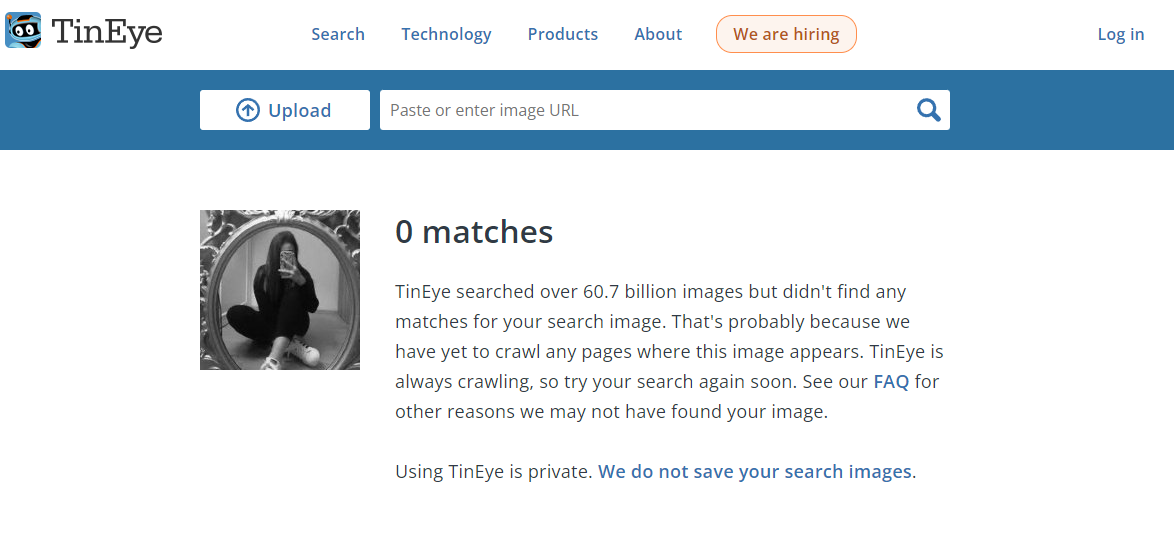 TinEye
Search Technology Products About We are hiring Log in
Upload Paste or enter image URL
0 matches
TinEye searched over 60.7 billion images but didn't find any
matches for your search image. That's probably because we
have yet to crawl any pages where this image appears. TinEye is
always crawling, so try your search again soon. See our FAQ for
other reasons we may not have found your image.
Using TinEye is private. We do not save your search images.